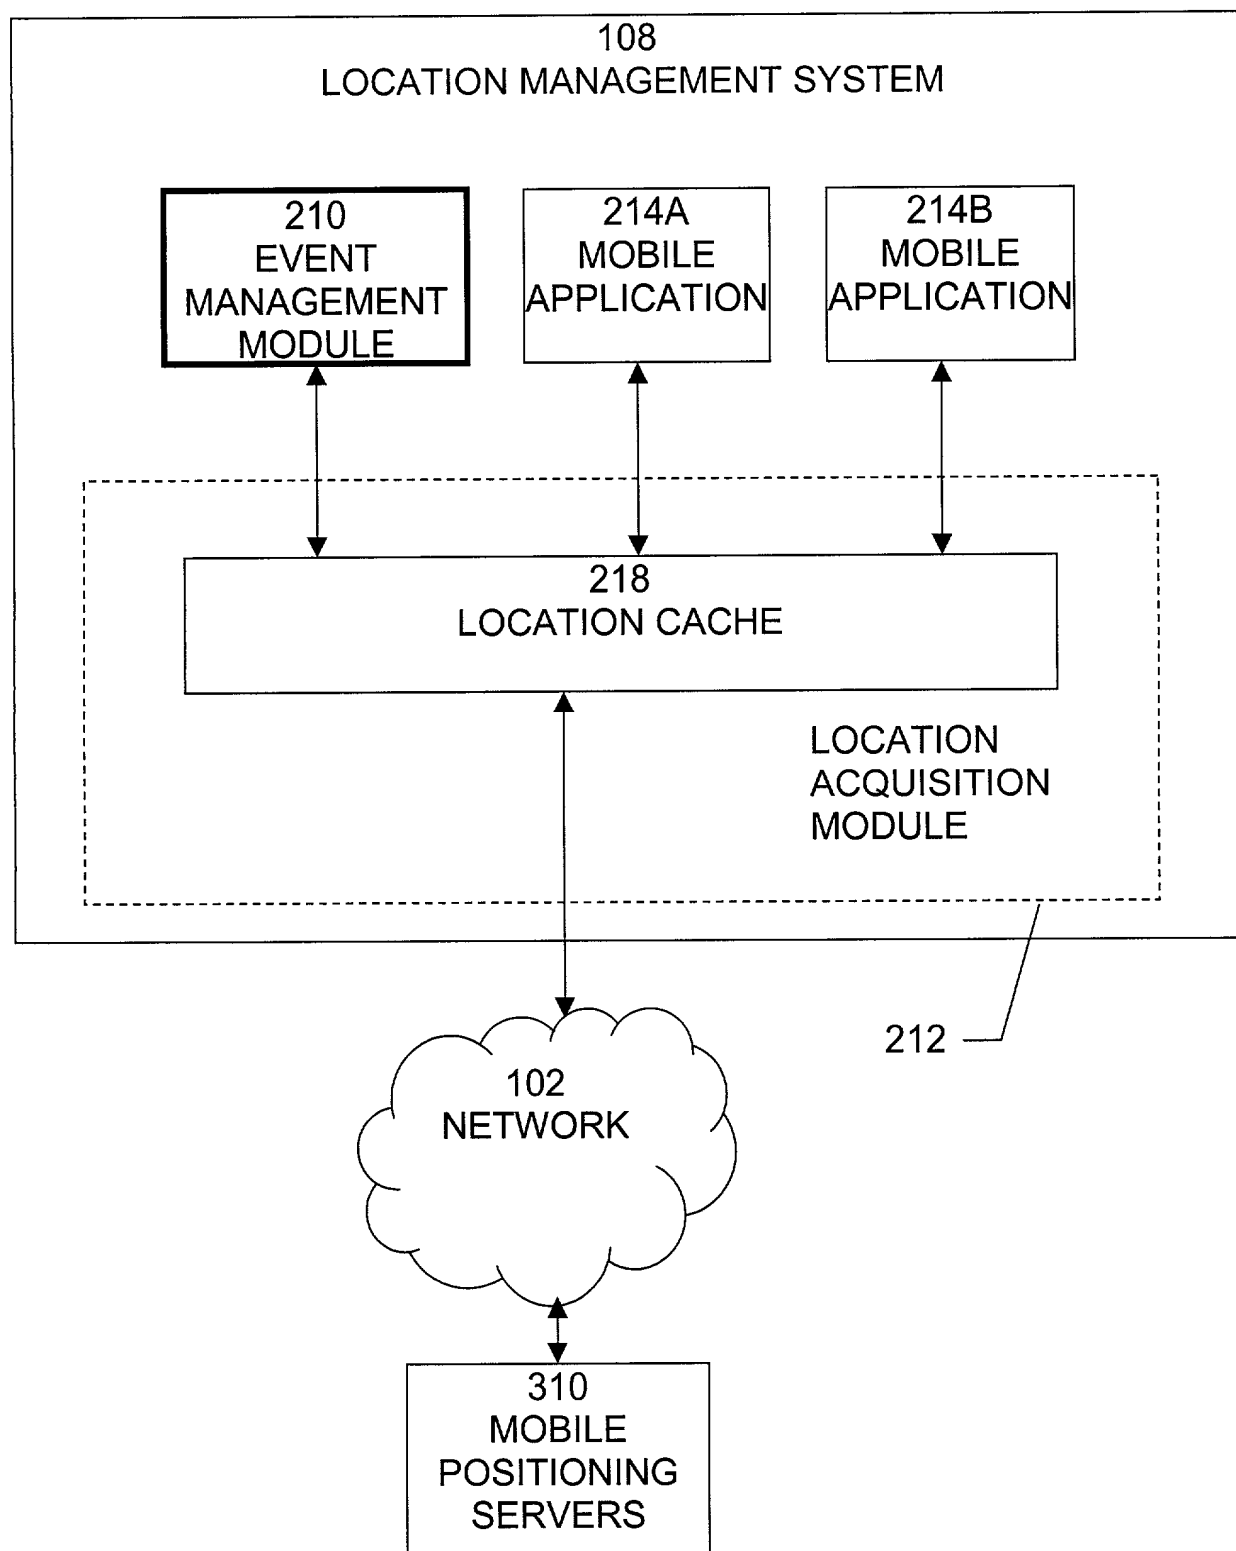 108
LOCATION MANAGEMENT SYSTEM
210
EVENT
MANAGEMENT
MODULE
214A
MOBILE
APPLICATION
214B
MOBILE
APPLICATION
218
LOCATION CACHE
LOCATION
ACQUISITION
MODULE
212
102
NETWORK
310
MOBILE
POSITIONING
SERVERS